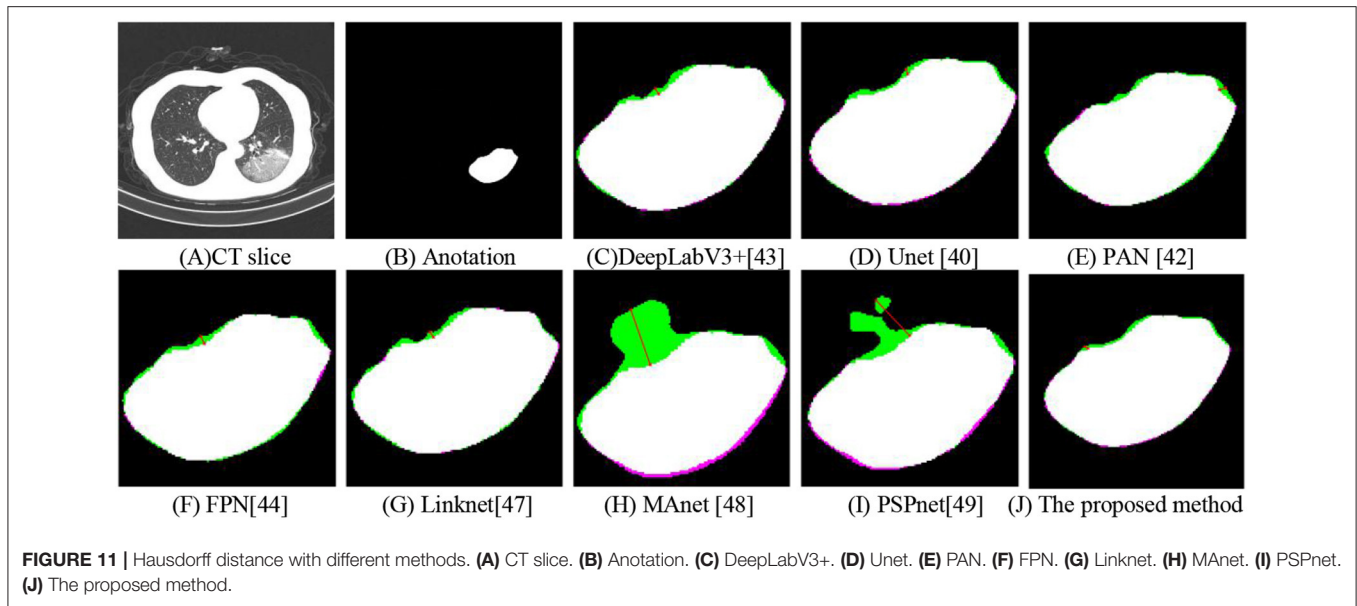 (A)CT slice
(B) Anotation
(C)DeepLabV3+[43]
(D) Unet [40]
(E) PAN [42]
(F) FPN[44]
(G) Linknet[47]
(H) MAnet [48]
(I) PSPnet[49]
(J) The proposed method
FIGURE 11 | Hausdorff distance with different methods. (A) CT slice. (B) Anotation. (C) DeepLabV3+. (D) Unet. (E) PAN. (F) FPN. (G) Linknet. (H) MAnet. (I) PSPnet.
(J) The proposed method.